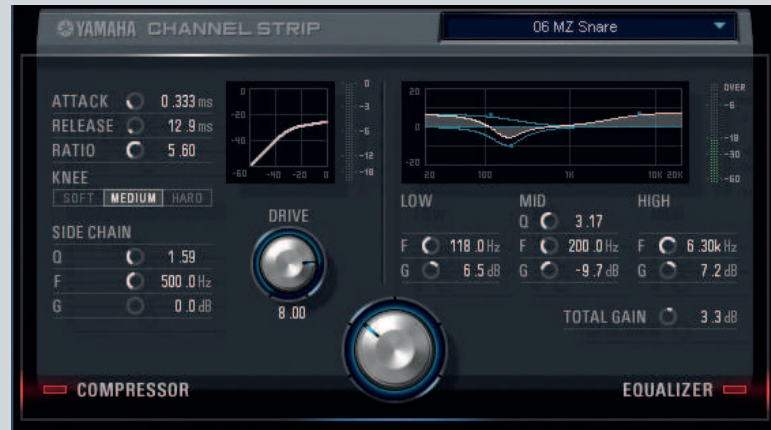 YAMAHA CHANNEL STRIP
06 MZ Snare
ATTACK 0.333 ms
RELEASE 12.9 ms
RATIO 5.60
KNEE
SOFT MEDIUM HARD
SIDE CHAIN
Q 1.59
F 500.0 Hz
G 0.0 dB
0
-20
-40
-60 -40 -20 0
0
-3
-6
-12
-18
DRIVE
8.00
20
0
-20
20 100 1K 10K 20K
OVER
-6
-18
-30
-60
LOW
F 118.0 Hz
G 6.5 dB
MID
Q 3.17
F 200.0 Hz
G -9.7 dB
HIGH
F 6.30k Hz
G 7.2 dB
TOTAL GAIN 3.3 dB
COMPRESSOR
EQUALIZER